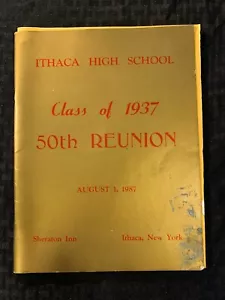 ITHACA HIGH SCHOOL
Class of 1937
50th REUNION
AUGUST 1, 1987
Sheraton Inn Ithaca, New York